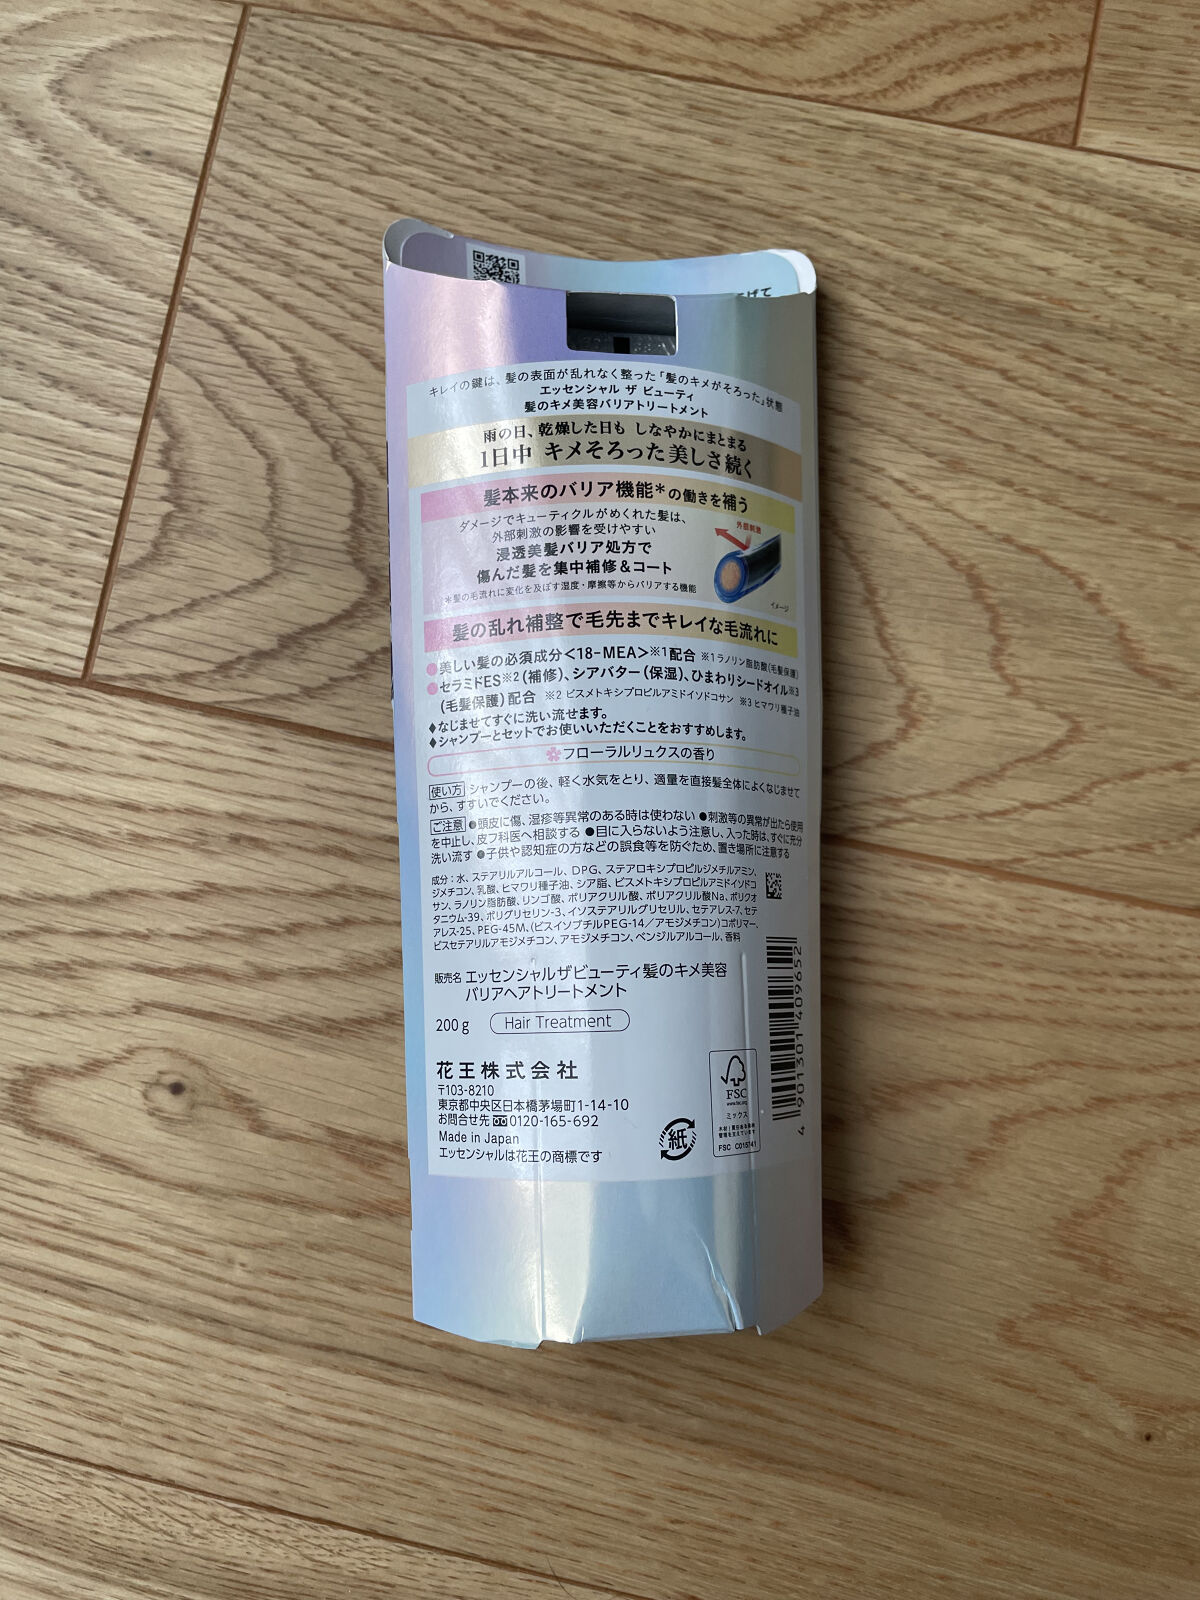 げて
キレイの鍵は、髪の表面が乱れなく整った「髪のキメがそろった」状態
エッセンシャル ザ ビューティ
髪のキメ美容バリアトリートメント
雨の日、乾燥した日も しなやかにまとまる
1日中 キメそろった美しさ続く
髪本来のバリア機能*の働きを補う
ダメージでキューティクルがめくれた髪は、
外部刺激の影響を受けやすい
浸透美髪バリア処方で
傷んだ髪を集中補修&コート
*髪の毛流れに変化を及ぼす湿度・摩擦等からバリアする機能
外部刺激
イメージ
髪の乱れ補整で毛先までキレイな毛流れに
●美しい髪の必須成分<18-MEA>※1配合 ※1 ラノリン脂肪酸(毛髪保護)
●セラミドES※2(補修)、シアバター(保湿)、ひまわりシードオイル※3
(毛髪保護)配合 ※2 ビスメトキシプロピルアミドイソドコサン ※3 ヒマワリ種子油
♦なじませてすぐに洗い流せます。
♦シャンプーとセットでお使いいただくことをおすすめします。
フローラルリュクスの香り
使い方 シャンプーの後、軽く水気をとり、適量を直接髪全体によくなじませて
から、すすいでください。
ご注意 ●頭皮に傷、湿疹等異常のある時は使わない ●刺激等の異常が出たら使用
を中止し、皮フ科医へ相談する ●目に入らないよう注意し、入った時は、すぐに充分
洗い流す ●子供や認知症の方などの誤食等を防ぐため、置き場所に注意する
成分:水、ステアリルアルコール、DPG、ステアロキシプロピルジメチルアミン、
ジメチコン、乳酸、ヒマワリ種子油、シア脂、ビスメトキシプロピルアミドイソドコ
サン、ラノリン脂肪酸、リンゴ酸、ポリアクリル酸、ポリアクリル酸Na、ポリクオ
タニウム-39、ポリグリセリン-3、イソステアリルグリセリル、セテアレス-7、セテ
アレス-25、PEG-45M、(ビスイソブチルPEG-14/アモジメチコン)コポリマー、
ビスセテアリルアモジメチコン、アモジメチコン、ベンジルアルコール、香料
販売名 エッセンシャルザビューティ髪のキメ美容
バリアヘアトリートメント
200g Hair Treatment
花王株式会社
〒103-8210
東京都中央区日本橋茅場町1-14-10
お問合せ先 0120-165-692
Made in Japan
エッセンシャルは花王の商標です
紙
FSC
www.fsc.org
ミックス
FSC C015741
4901301409652